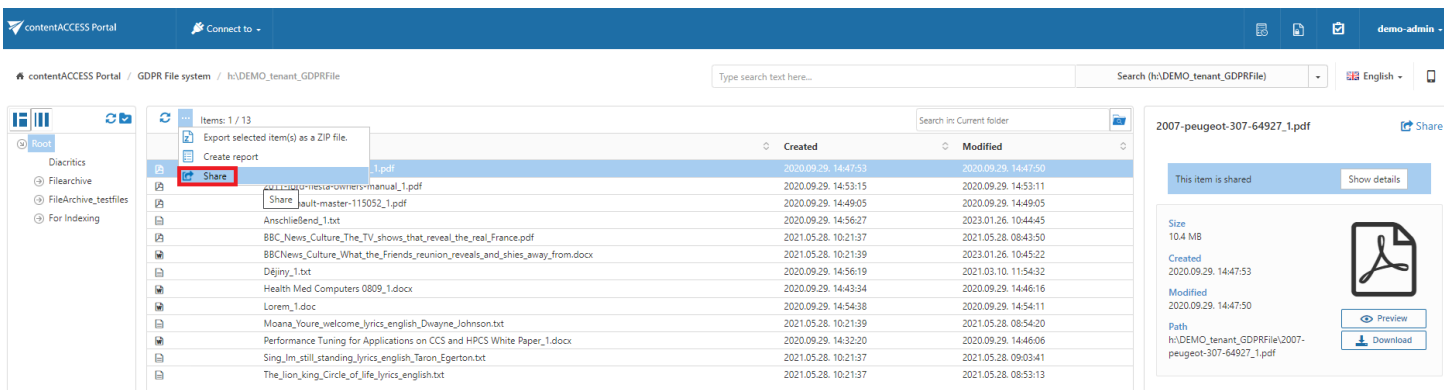 contentACCESS Portal Connect to demo-admin
contentACCESS Portal / GDPR File system / h:\DEMO_tenant_GDPRFile Type search text here... Search (h:\DEMO_tenant_GDPRFile) English
Root
Diacritics
Filearchive
FileArchive_testfiles
For Indexing
Items: 1 / 13 Search in: Current folder
Export selected item(s) as a ZIP file.
Create report
Share
Share
Created Modified
_1.pdf 2020.09.29. 14:47:53 2020.09.29. 14:47:50
2011-ford-fiesta-owners-manual_1.pdf 2020.09.29. 14:53:15 2020.09.29. 14:53:11
ault-master-115052_1.pdf 2020.09.29. 14:49:05 2020.09.29. 14:49:05
Anschließend_1.txt 2020.09.29. 14:56:27 2023.01.26. 10:44:45
BBC_News_Culture_The_TV_shows_that_reveal_the_real_France.pdf 2021.05.28. 10:21:37 2021.05.28. 08:43:50
BBCNews_Culture_What_the_Friends_reunion_reveals_and_shies_away_from.docx 2021.05.28. 10:21:39 2023.01.26. 10:45:22
Dějiny_1.txt 2020.09.29. 14:56:19 2021.03.10. 11:54:32
Health Med Computers 0809_1.docx 2020.09.29. 14:43:34 2020.09.29. 14:46:16
Lorem_1.doc 2020.09.29. 14:54:38 2020.09.29. 14:54:11
Moana_Youre_welcome_lyrics_english_Dwayne_Johnson.txt 2021.05.28. 10:21:39 2021.05.28. 08:54:20
Performance Tuning for Applications on CCS and HPCS White Paper_1.docx 2020.09.29. 14:32:20 2020.09.29. 14:46:06
Sing_Im_still_standing_lyrics_english_Taron_Egerton.txt 2021.05.28. 10:21:37 2021.05.28. 09:03:41
The_lion_king_Circle_of_life_lyrics_english.txt 2021.05.28. 10:21:37 2021.05.28. 08:53:13
2007-peugeot-307-64927_1.pdf Share
This item is shared Show details
Size
10.4 MB
Created
2020.09.29. 14:47:53
Modified
2020.09.29. 14:47:50
Path
h:\DEMO_tenant_GDPRFile\2007-
peugeot-307-64927_1.pdf
Preview
Download